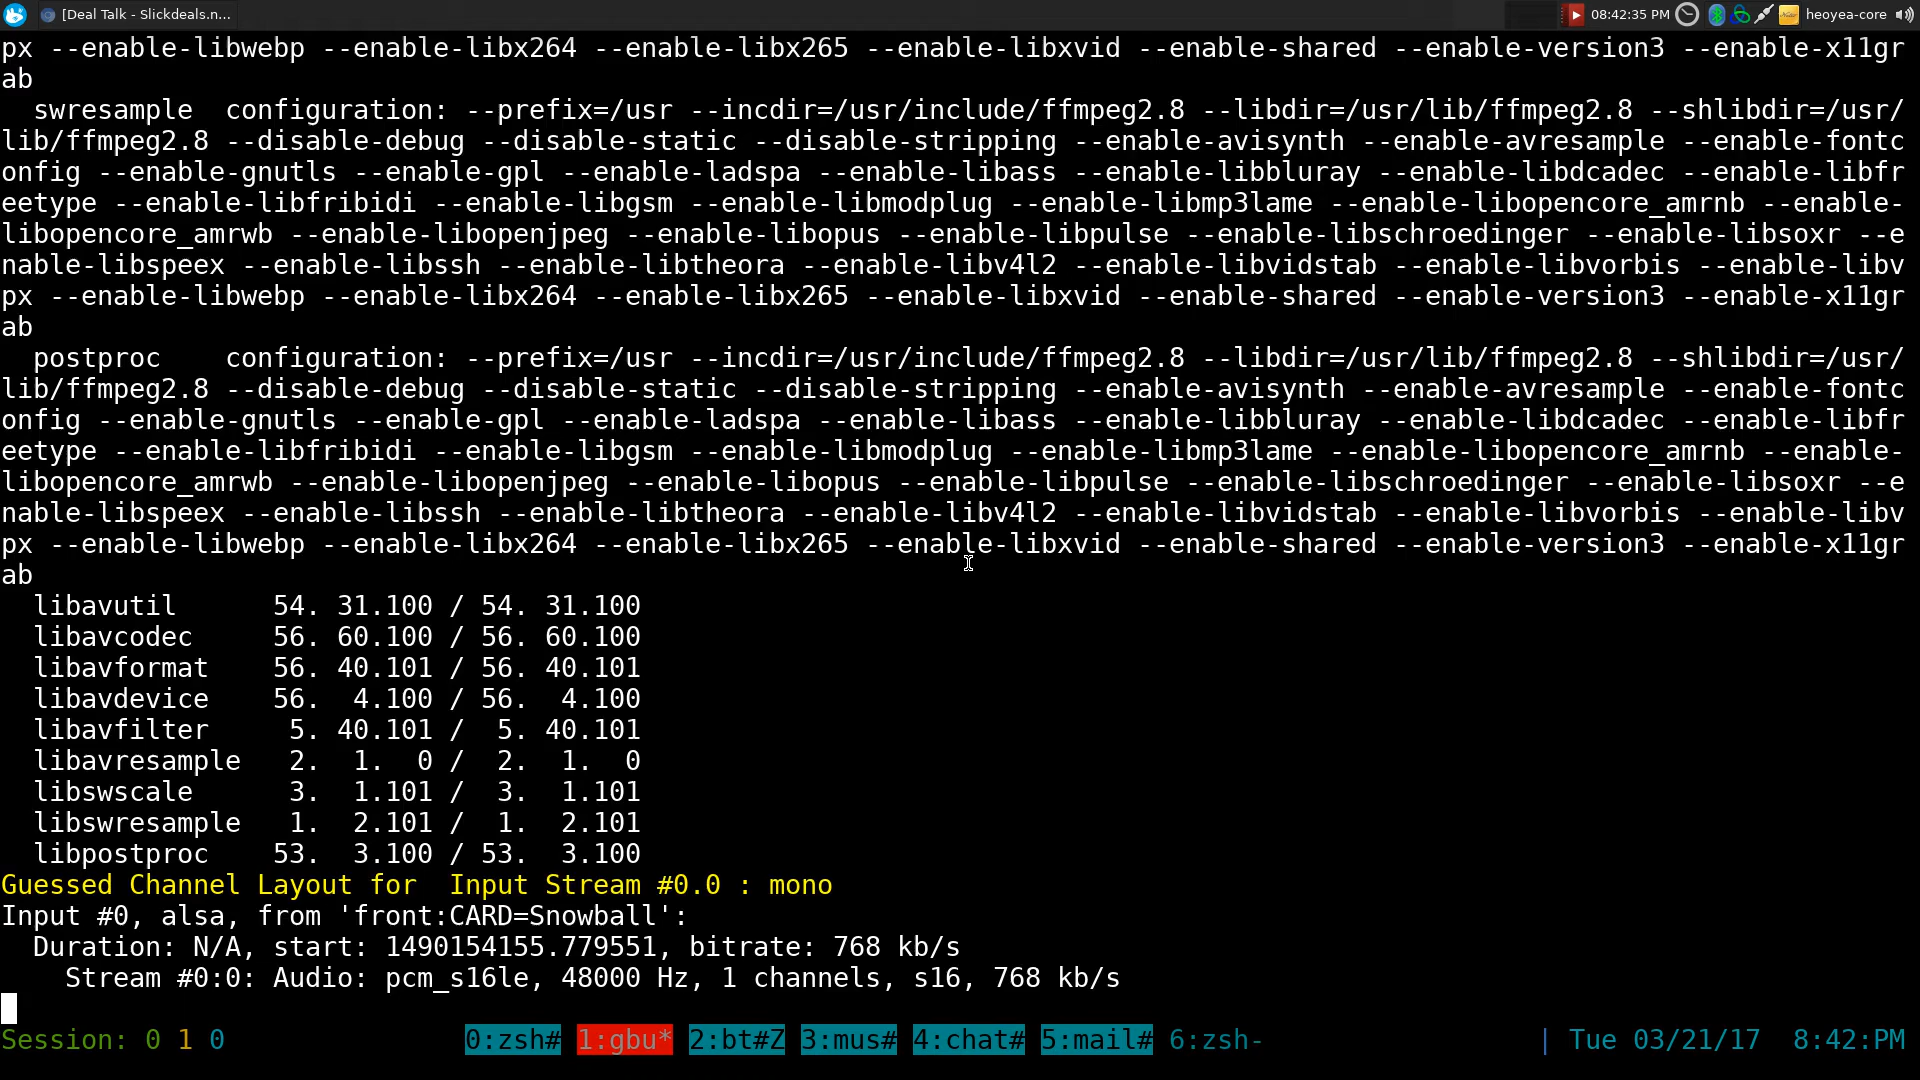 [Deal Talk - Slickdeals.n... 08:42:35 PM heoyea-core
px --enable-libwebp --enable-libx264 --enable-libx265 --enable-libxvid --enable-shared --enable-version3 --enable-x11gr
ab
  swresample  configuration: --prefix=/usr --incdir=/usr/include/ffmpeg2.8 --libdir=/usr/lib/ffmpeg2.8 --shlibdir=/usr/
lib/ffmpeg2.8 --disable-debug --disable-static --disable-stripping --enable-avisynth --enable-avresample --enable-fontc
onfig --enable-gnutls --enable-gpl --enable-ladspa --enable-libass --enable-libbluray --enable-libdcadec --enable-libfr
eetype --enable-libfribidi --enable-libgsm --enable-libmodplug --enable-libmp3lame --enable-libopencore_amrnb --enable-
libopencore_amrwb --enable-libopenjpeg --enable-libopus --enable-libpulse --enable-libschroedinger --enable-libsoxr --e
nable-libspeex --enable-libssh --enable-libtheora --enable-libv4l2 --enable-libvidstab --enable-libvorbis --enable-libv
px --enable-libwebp --enable-libx264 --enable-libx265 --enable-libxvid --enable-shared --enable-version3 --enable-x11gr
ab
  postproc    configuration: --prefix=/usr --incdir=/usr/include/ffmpeg2.8 --libdir=/usr/lib/ffmpeg2.8 --shlibdir=/usr/
lib/ffmpeg2.8 --disable-debug --disable-static --disable-stripping --enable-avisynth --enable-avresample --enable-fontc
onfig --enable-gnutls --enable-gpl --enable-ladspa --enable-libass --enable-libbluray --enable-libdcadec --enable-libfr
eetype --enable-libfribidi --enable-libgsm --enable-libmodplug --enable-libmp3lame --enable-libopencore_amrnb --enable-
libopencore_amrwb --enable-libopenjpeg --enable-libopus --enable-libpulse --enable-libschroedinger --enable-libsoxr --e
nable-libspeex --enable-libssh --enable-libtheora --enable-libv4l2 --enable-libvidstab --enable-libvorbis --enable-libv
px --enable-libwebp --enable-libx264 --enable-libx265 --enable-libxvid --enable-shared --enable-version3 --enable-x11gr
ab
  libavutil      54. 31.100 / 54. 31.100
  libavcodec     56. 60.100 / 56. 60.100
  libavformat    56. 40.101 / 56. 40.101
  libavdevice    56.  4.100 / 56.  4.100
  libavfilter     5. 40.101 /  5. 40.101
  libavresample   2.  1.  0 /  2.  1.  0
  libswscale      3.  1.101 /  3.  1.101
  libswresample   1.  2.101 /  1.  2.101
  libpostproc    53.  3.100 / 53.  3.100
Guessed Channel Layout for  Input Stream #0.0 : mono
Input #0, alsa, from 'front:CARD=Snowball':
  Duration: N/A, start: 1490154155.779551, bitrate: 768 kb/s
    Stream #0:0: Audio: pcm_s16le, 48000 Hz, 1 channels, s16, 768 kb/s
Session: 0 1 0 0:zsh# 1:gbu* 2:bt#Z 3:mus# 4:chat# 5:mail# 6:zsh- | Tue 03/21/17  8:42:PM